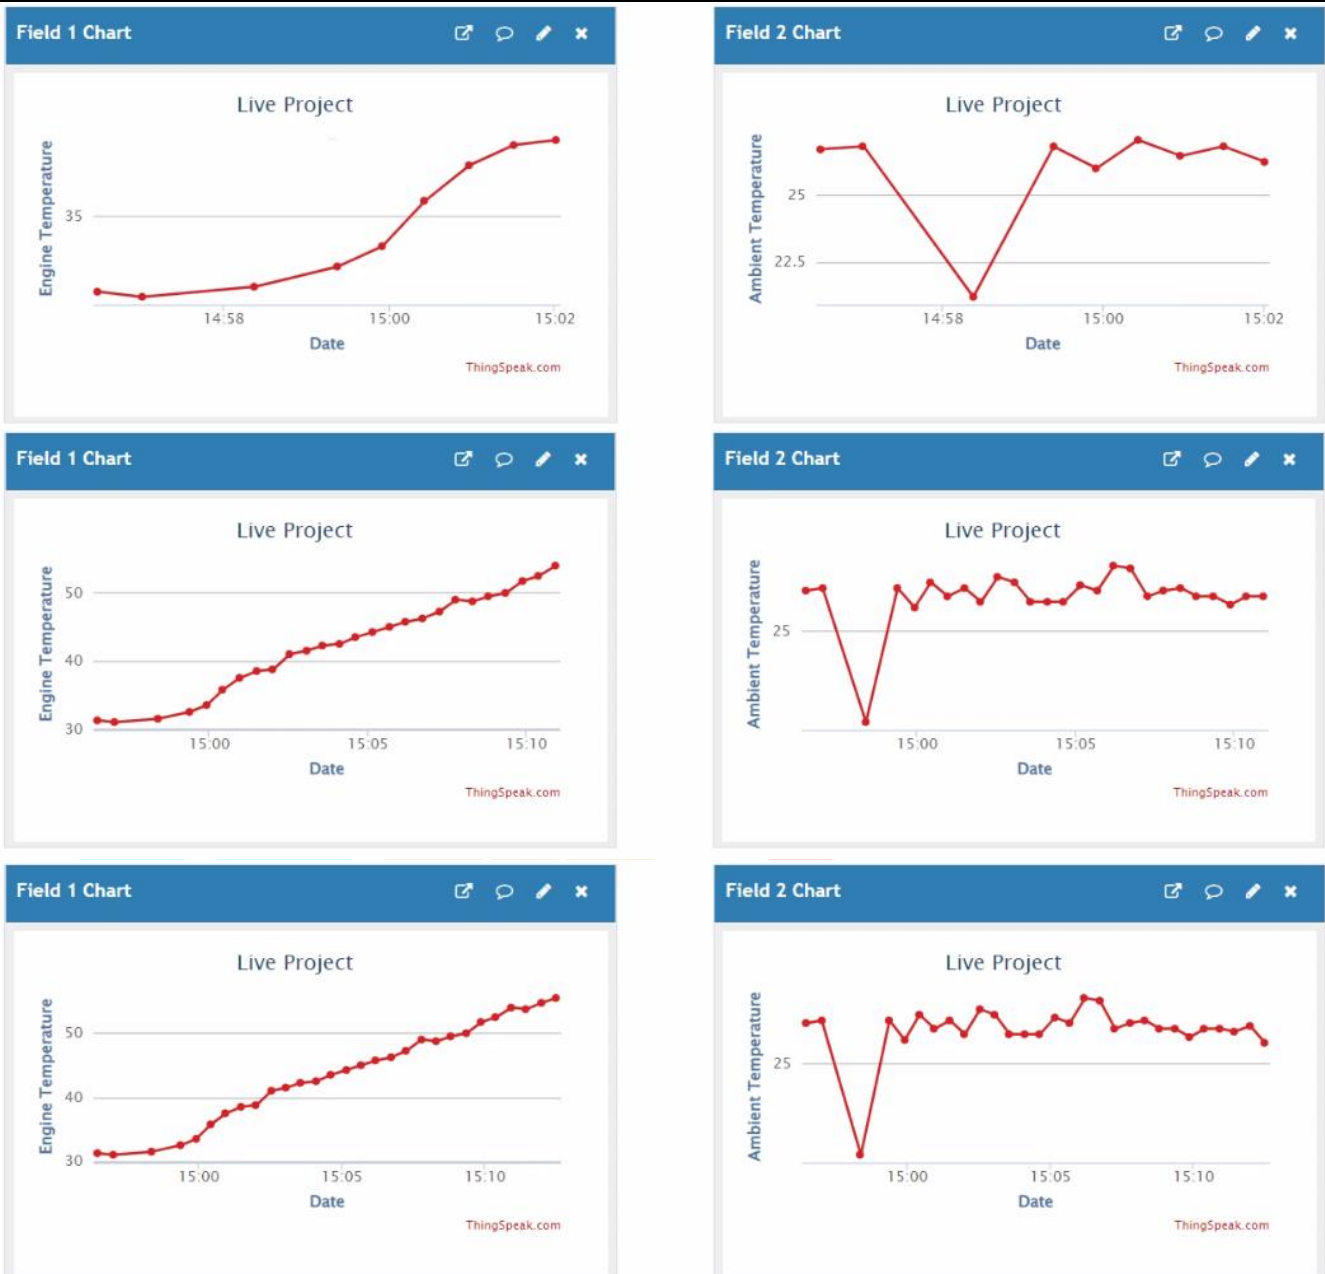 Field 1 Chart
Live Project
Engine Temperature
35
14:58 15:00 15:02
Date
ThingSpeak.com
Field 2 Chart
Live Project
Ambient Temperature
25
22.5
14:58 15:00 15:02
Date
ThingSpeak.com
Field 1 Chart
Live Project
Engine Temperature
50
40
30
15:00 15:05 15:10
Date
ThingSpeak.com
Field 2 Chart
Live Project
Ambient Temperature
25
15:00 15:05 15:10
Date
ThingSpeak.com
Field 1 Chart
Live Project
Engine Temperature
50
40
30
15:00 15:05 15:10
Date
ThingSpeak.com
Field 2 Chart
Live Project
Ambient Temperature
25
15:00 15:05 15:10
Date
ThingSpeak.com